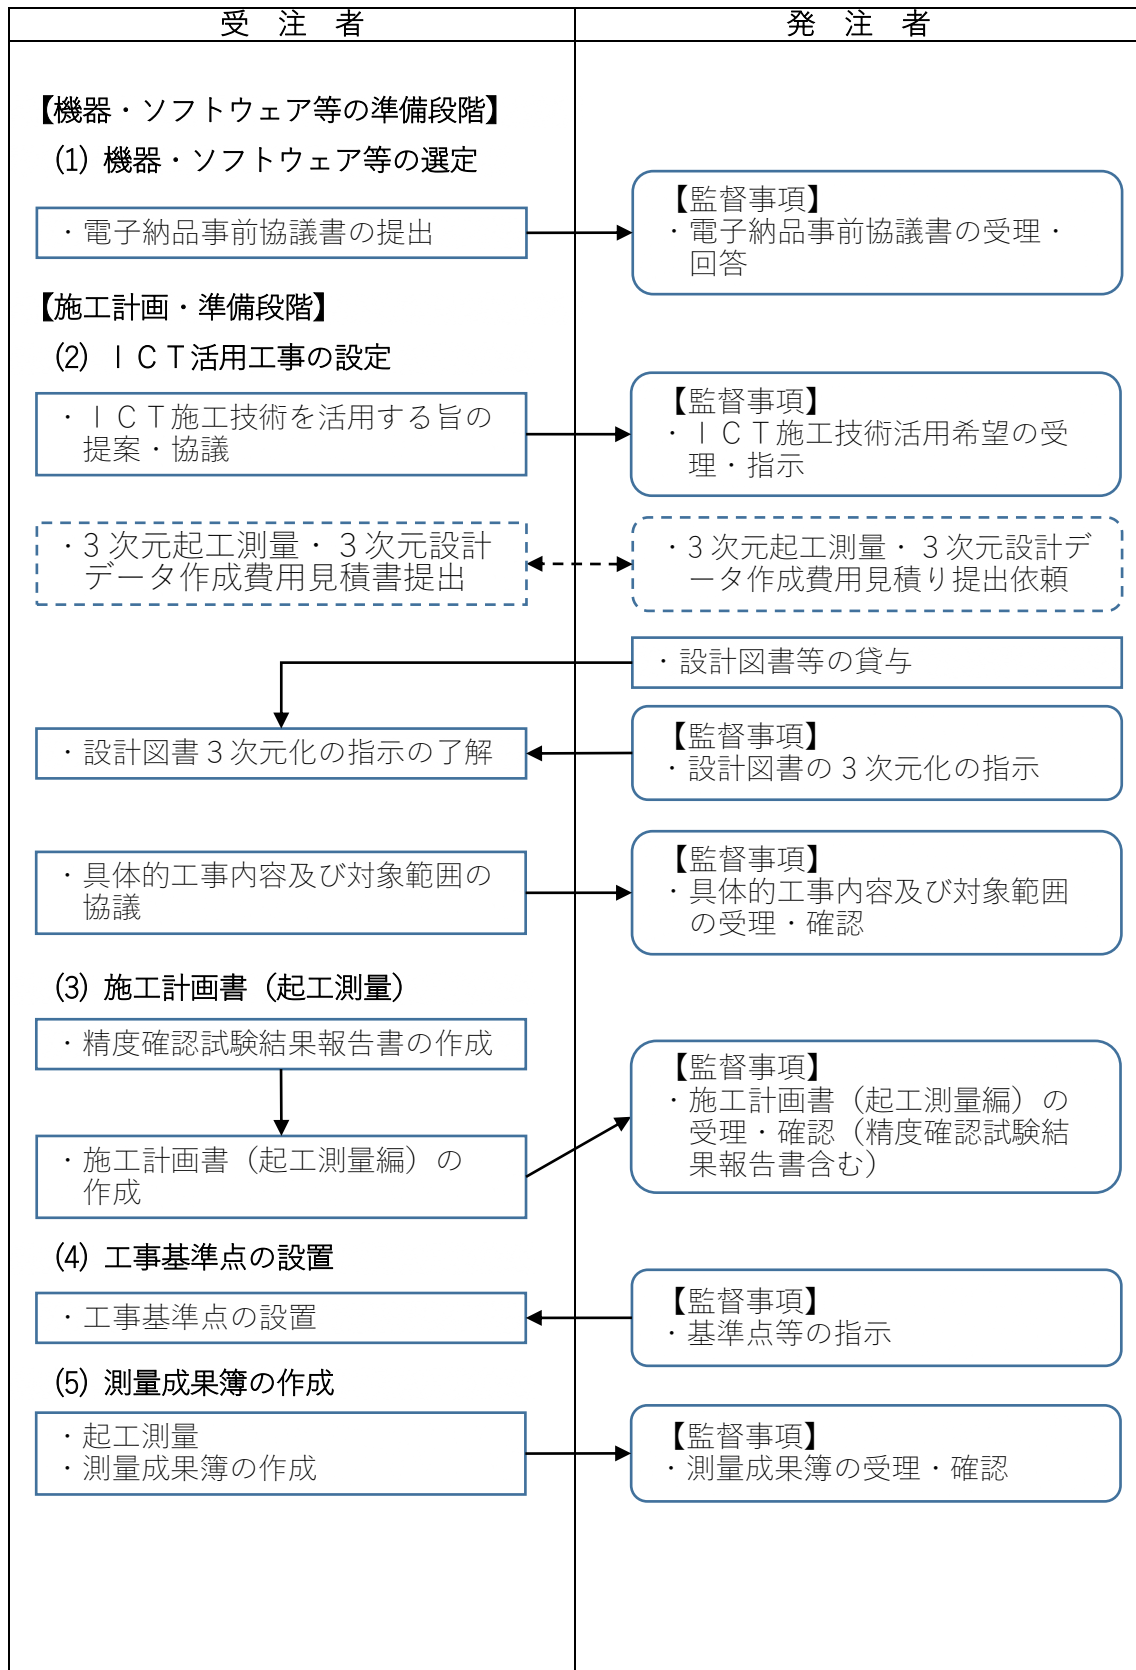 受　注　者
発　注　者
【機器・ソフトウェア等の準備段階】
(1) 機器・ソフトウェア等の選定
・電子納品事前協議書の提出
【監督事項】
・電子納品事前協議書の受理・
回答
【施工計画・準備段階】
(2) ＩＣＴ活用工事の設定
・ＩＣＴ施工技術を活用する旨の
提案・協議
【監督事項】
・ＩＣＴ施工技術活用希望の受
理・指示
・３次元起工測量・３次元設計
データ作成費用見積書提出
・３次元起工測量・３次元設計デ
ータ作成費用見積り提出依頼
・設計図書等の貸与
・設計図書３次元化の指示の了解
【監督事項】
・設計図書の３次元化の指示
・具体的工事内容及び対象範囲の
協議
【監督事項】
・具体的工事内容及び対象範囲
の受理・確認
(3) 施工計画書（起工測量）
・精度確認試験結果報告書の作成
・施工計画書（起工測量編）の
作成
【監督事項】
・施工計画書（起工測量編）の
受理・確認（精度確認試験結
果報告書含む）
(4) 工事基準点の設置
・工事基準点の設置
【監督事項】
・基準点等の指示
(5) 測量成果簿の作成
・起工測量
・測量成果簿の作成
【監督事項】
・測量成果簿の受理・確認